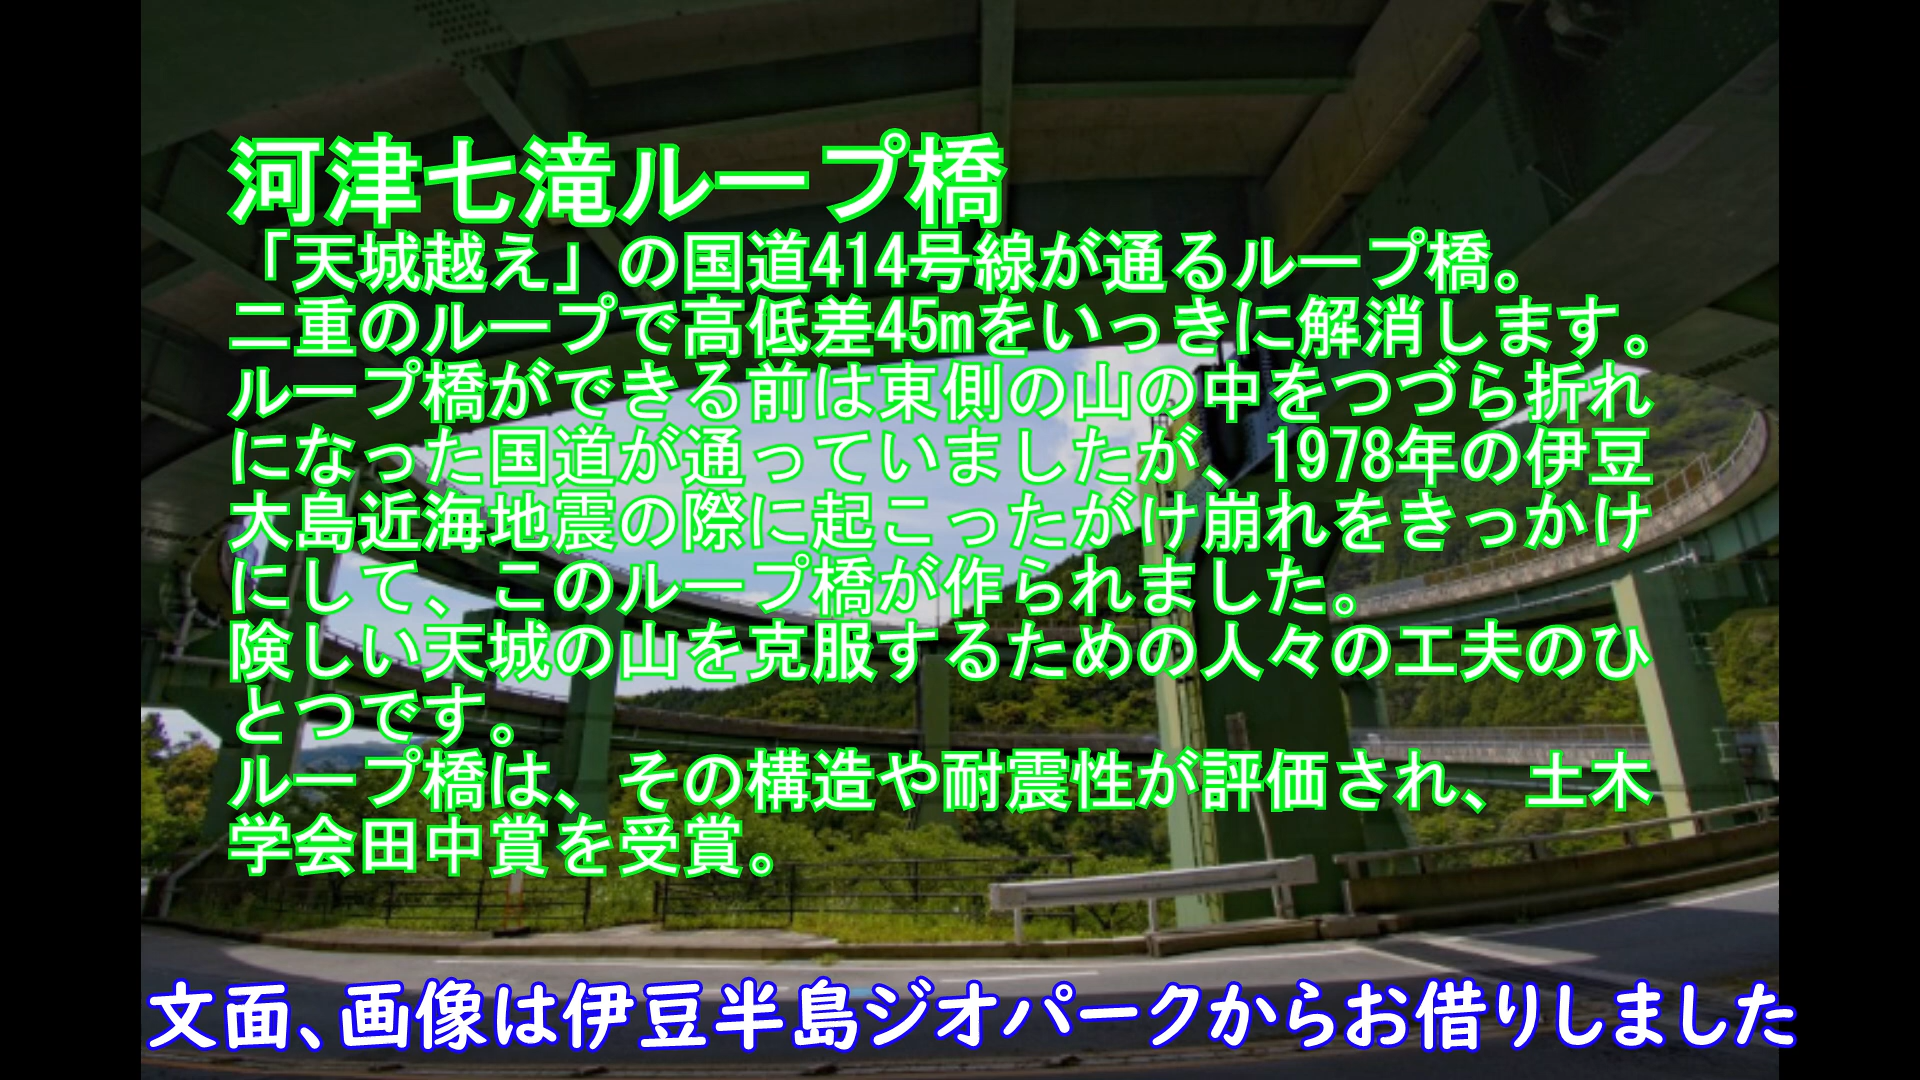 河津七滝ループ橋
「天城越え」の国道414号線が通るループ橋。
二重のループで高低差45mをいっきに解消します。
ループ橋ができる前は東側の山の中をつづら折れ
になった国道が通っていましたが、1978年の伊豆
大島近海地震の際に起こったがけ崩れをきっかけ
にして、このループ橋が作られました。
険しい天城の山を克服するための人々の工夫のひ
とつです。
ループ橋は、その構造や耐震性が評価され、土木
学会田中賞を受賞。
文面、画像は伊豆半島ジオパークからお借りしました